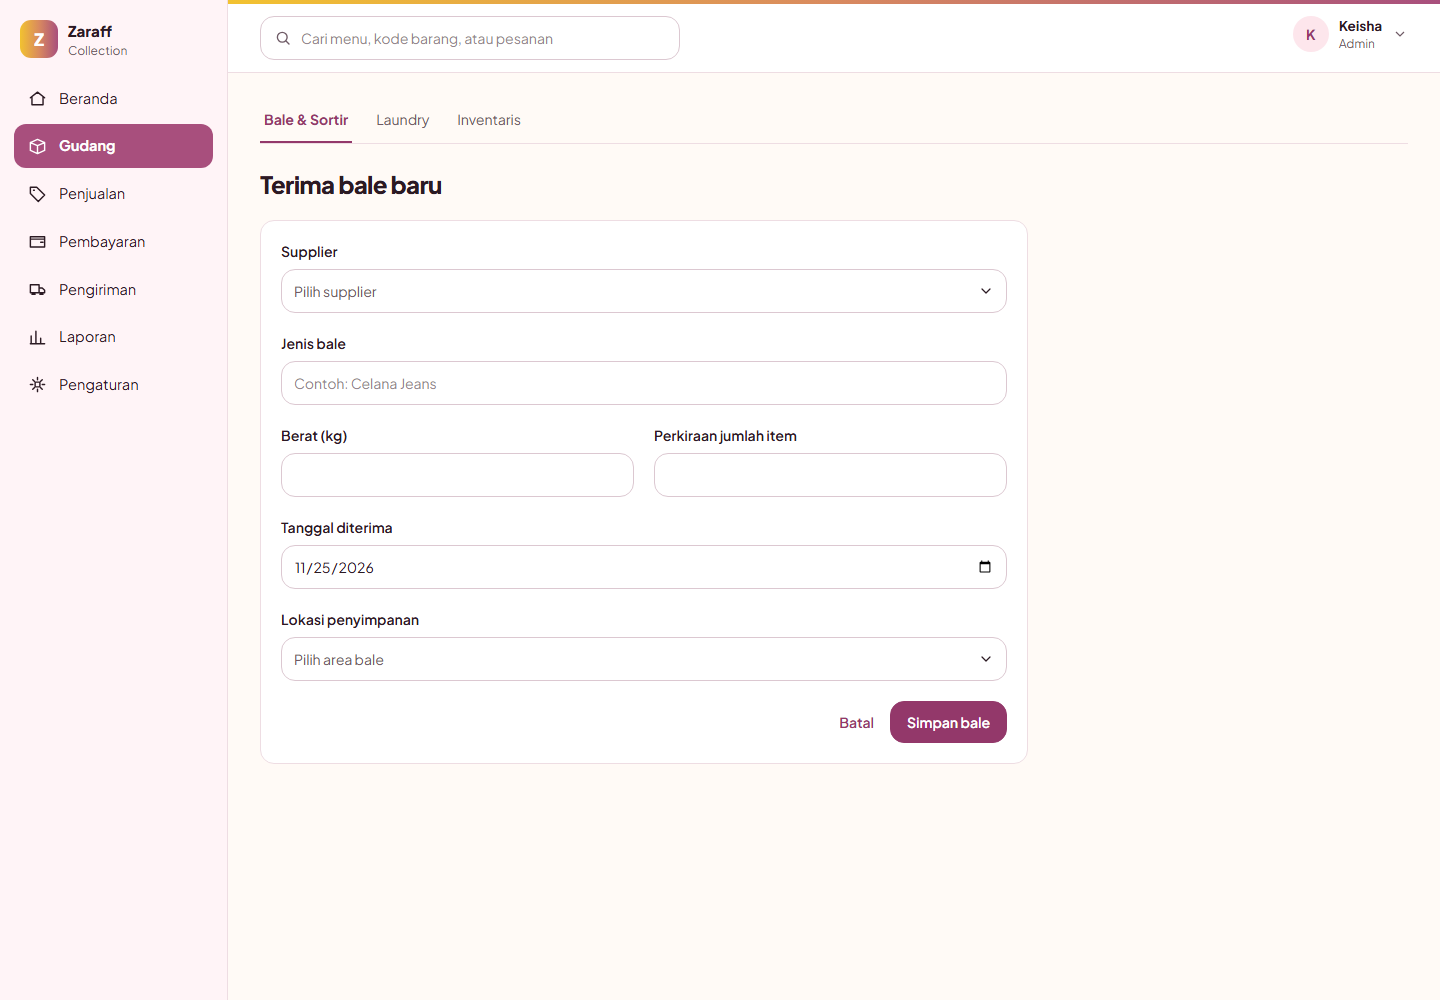 Z
Zaraff
Collection
Cari menu, kode barang, atau pesanan
K
Keisha
Admin
Beranda
Gudang
Penjualan
Pembayaran
Pengiriman
Laporan
Pengaturan
Bale & Sortir
Laundry
Inventaris
Terima bale baru
Supplier
Pilih supplier
Jenis bale
Contoh: Celana Jeans
Berat (kg)
Perkiraan jumlah item
Tanggal diterima
11/25/2026
Lokasi penyimpanan
Pilih area bale
Batal
Simpan bale